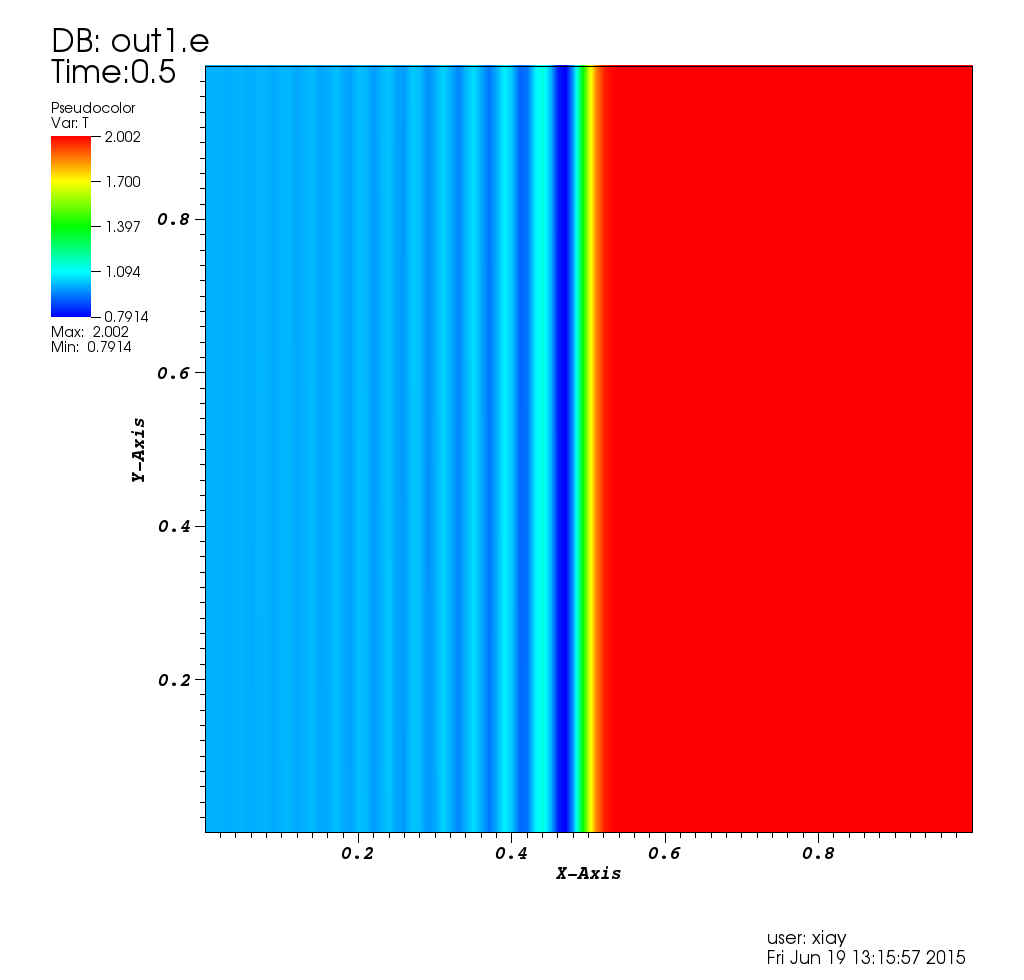 DB: out1.e
Time:0.5
Pseudocolor
Var: T
2.002
1.700
1.397
1.094
0.7914
Max: 2.002
Min: 0.7914
0.8
0.6
0.4
0.2
Y-Axis
0.2 0.4 0.6 0.8
X-Axis
user: xiay
Fri Jun 19 13:15:57 2015